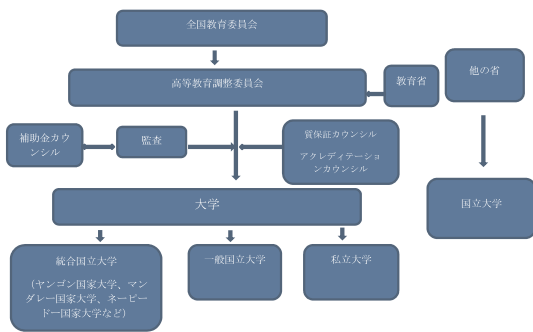 全国教育委員会
高等教育調整委員会
教育省
他の省
補助金カウ
ンシル
監査
質保証カウンシル
アクレディテーショ
ンカウンシル
大学
国立大学
統合国立大学
(ヤンゴン国家大学、マン
ダレー国家大学、ネーピー
ドー国家大学など)
一般国立大学
私立大学